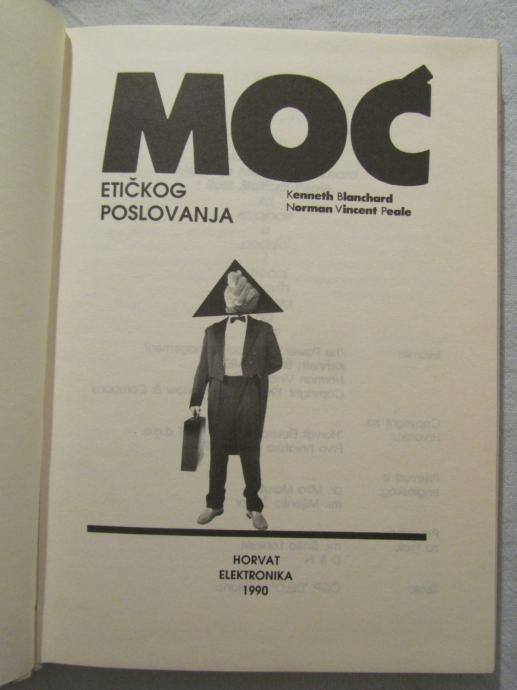 MOĆ
ETIČKOG
POSLOVANJA
Kenneth Blanchard
Norman Vincent Peale
HORVAT
ELEKTRONIKA
1990